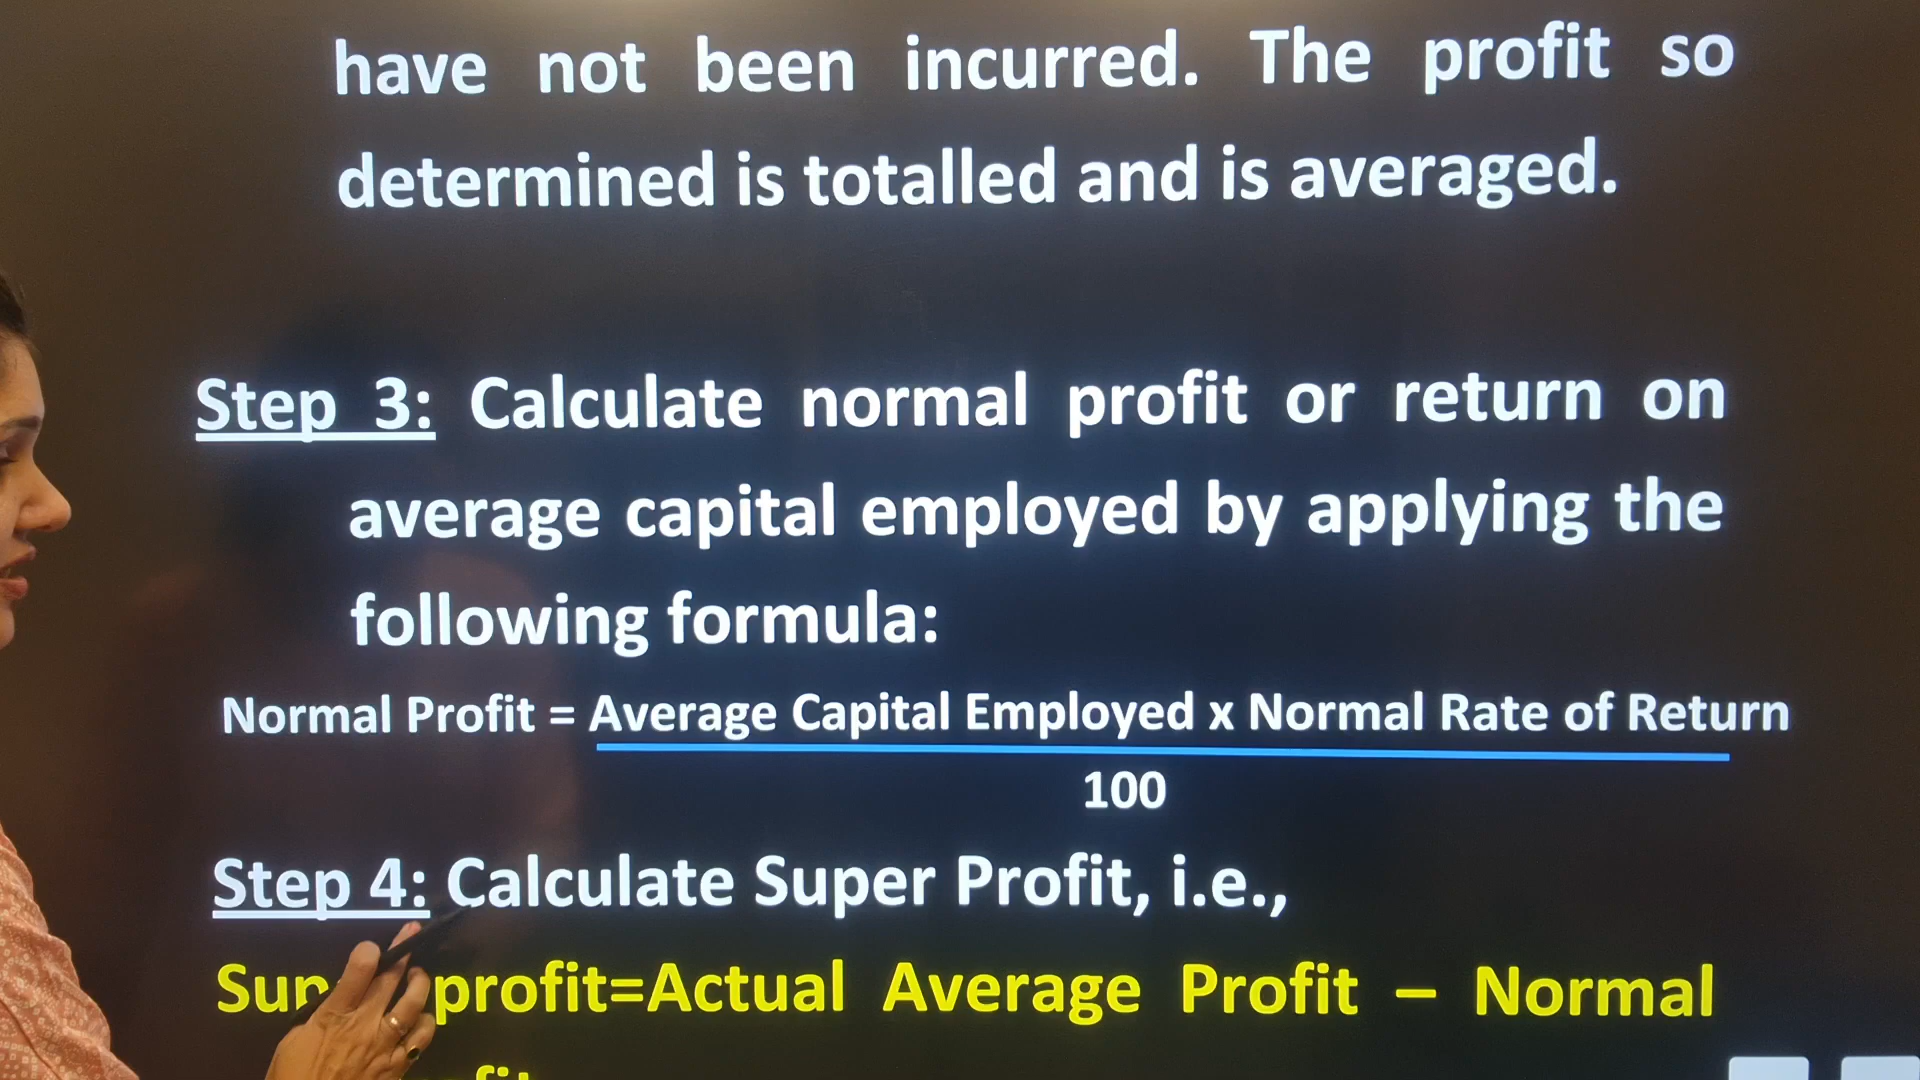 have not been incurred. The profit so
determined is totalled and is averaged.
Step 3: Calculate normal profit or return on
average capital employed by applying the
following formula:
Normal Profit = Average Capital Employed x Normal Rate of Return
100
Step 4: Calculate Super Profit, i.e.,
profit=Actual Average Profit – Normal